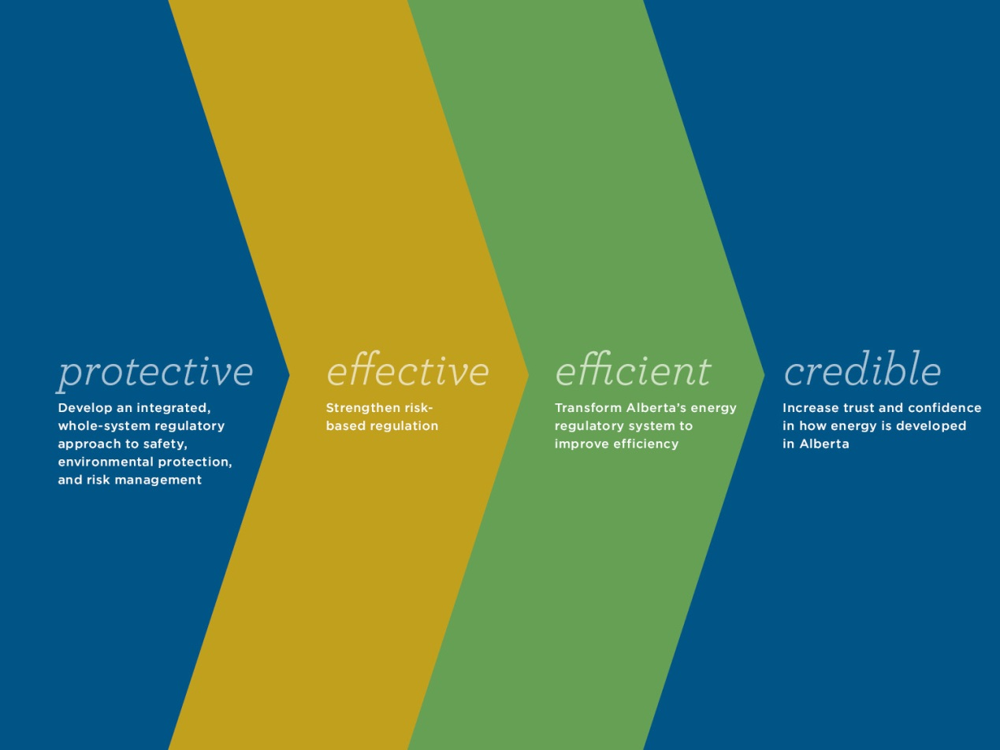 protective
Develop an integrated,
whole-system regulatory
approach to safety,
environmental protection,
and risk management
effective
Strengthen risk-
based regulation
efficient
Transform Alberta’s energy
regulatory system to
improve efficiency
credible
Increase trust and confidence
in how energy is developed
in Alberta